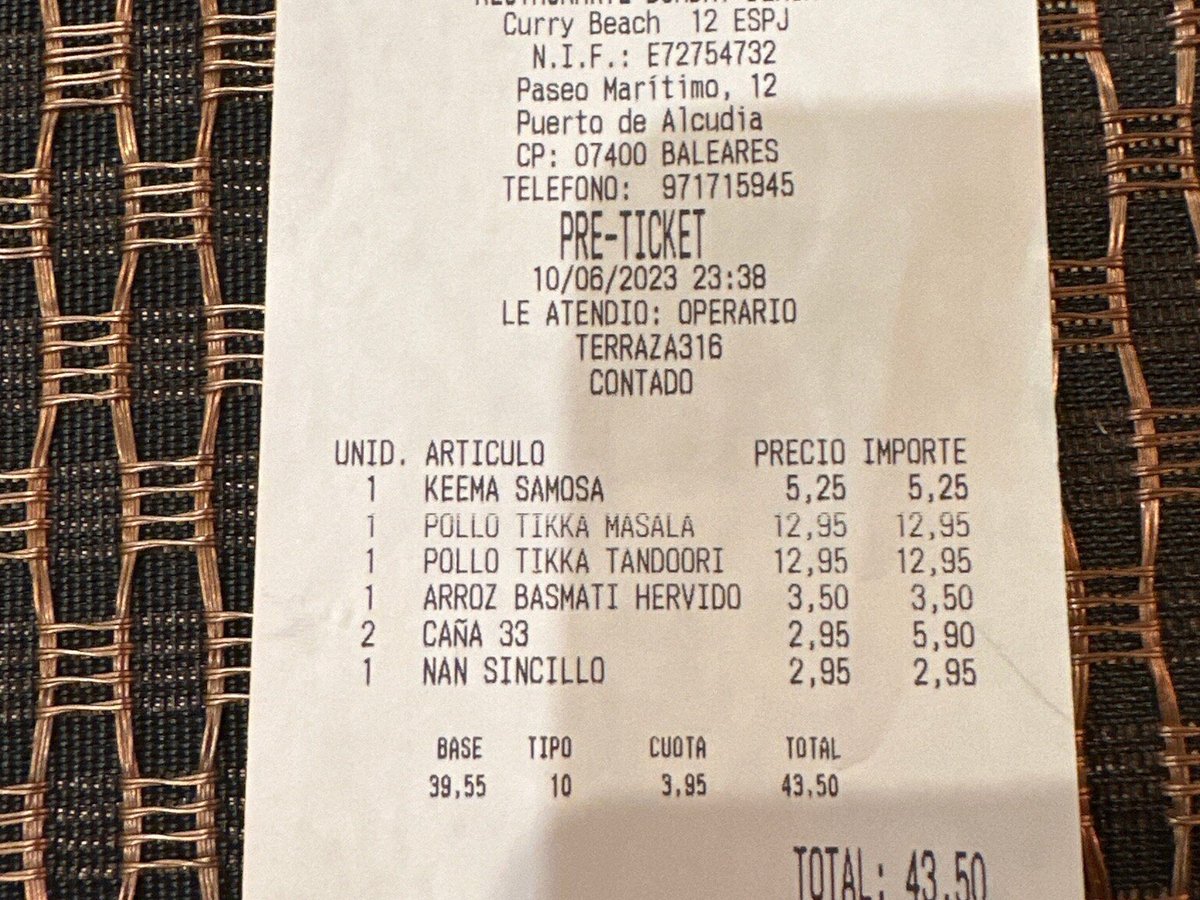 Curry Beach 12 ESPJ
N.I.F.: E72754732
Paseo Marítimo, 12
Puerto de Alcudia
CP: 07400 BALEARES
TELEFONO: 971715945
PRE-TICKET
10/06/2023 23:38
LE ATENDIO: OPERARIO
TERRAZA316
CONTADO
UNID. ARTICULO PRECIO IMPORTE
1 KEEMA SAMOSA 5,25 5,25
1 POLLO TIKKA MASALA 12,95 12,95
1 POLLO TIKKA TANDOORI 12,95 12,95
1 ARROZ BASMATI HERVIDO 3,50 3,50
2 CAÑA 33 2,95 5,90
1 NAN SINCILLO 2,95 2,95
BASE TIPO CUOTA TOTAL
39,55 10 3,95 43,50
TOTAL: 43,50